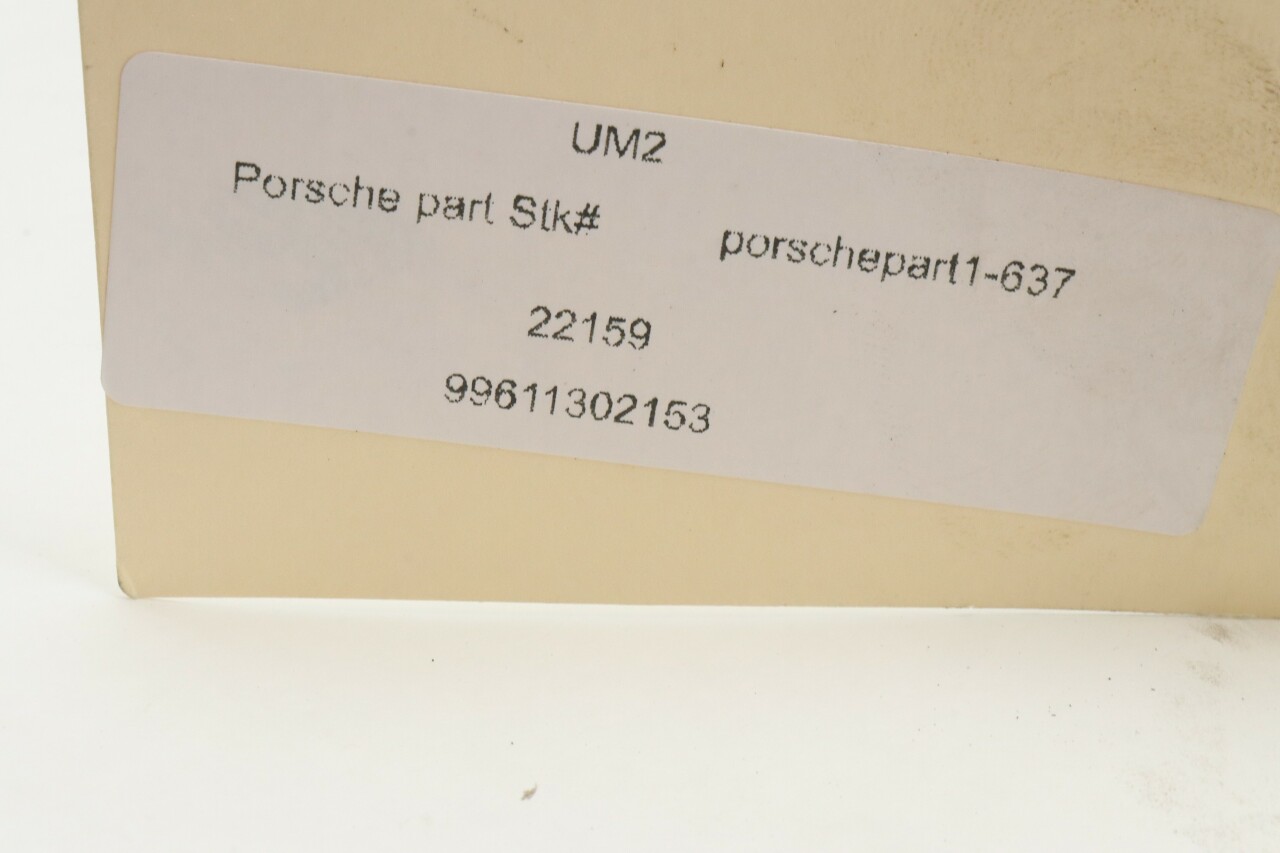 UM2
Porsche part Stk# porschepart1-637
22159
99611302153